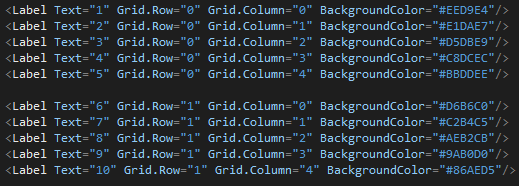 <Label Text="1" Grid.Row="0" Grid.Column="0" BackgroundColor="#EED9E4"/>
<Label Text="2" Grid.Row="0" Grid.Column="1" BackgroundColor="#E1DAE7"/>
<Label Text="3" Grid.Row="0" Grid.Column="2" BackgroundColor="#D5DBE9"/>
<Label Text="4" Grid.Row="0" Grid.Column="3" BackgroundColor="#C8DCEC"/>
<Label Text="5" Grid.Row="0" Grid.Column="4" BackgroundColor="#BBDDEE"/>
<Label Text="6" Grid.Row="1" Grid.Column="0" BackgroundColor="#D6B6C0"/>
<Label Text="7" Grid.Row="1" Grid.Column="1" BackgroundColor="#C2B4C5"/>
<Label Text="8" Grid.Row="1" Grid.Column="2" BackgroundColor="#AEB2CB"/>
<Label Text="9" Grid.Row="1" Grid.Column="3" BackgroundColor="#9AB0D0"/>
<Label Text="10" Grid.Row="1" Grid.Column="4" BackgroundColor="#86AED5"/>